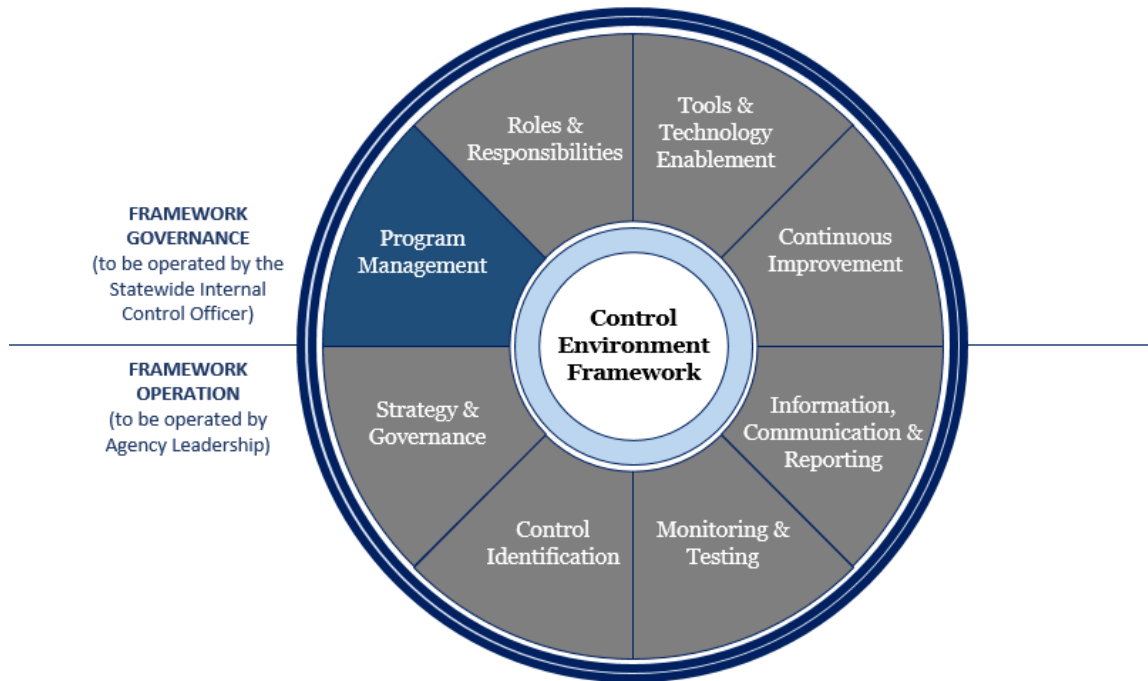 Roles &
Responsibilities
Tools &
Technology
Enablement
FRAMEWORK
GOVERNANCE
(to be operated by the
Statewide Internal
Control Officer)
Program
Management
Continuous
Improvement
Control
Environment
Framework
FRAMEWORK
OPERATION
(to be operated by
Agency Leadership)
Strategy &
Governance
Information,
Communication &
Reporting
Control
Identification
Monitoring &
Testing